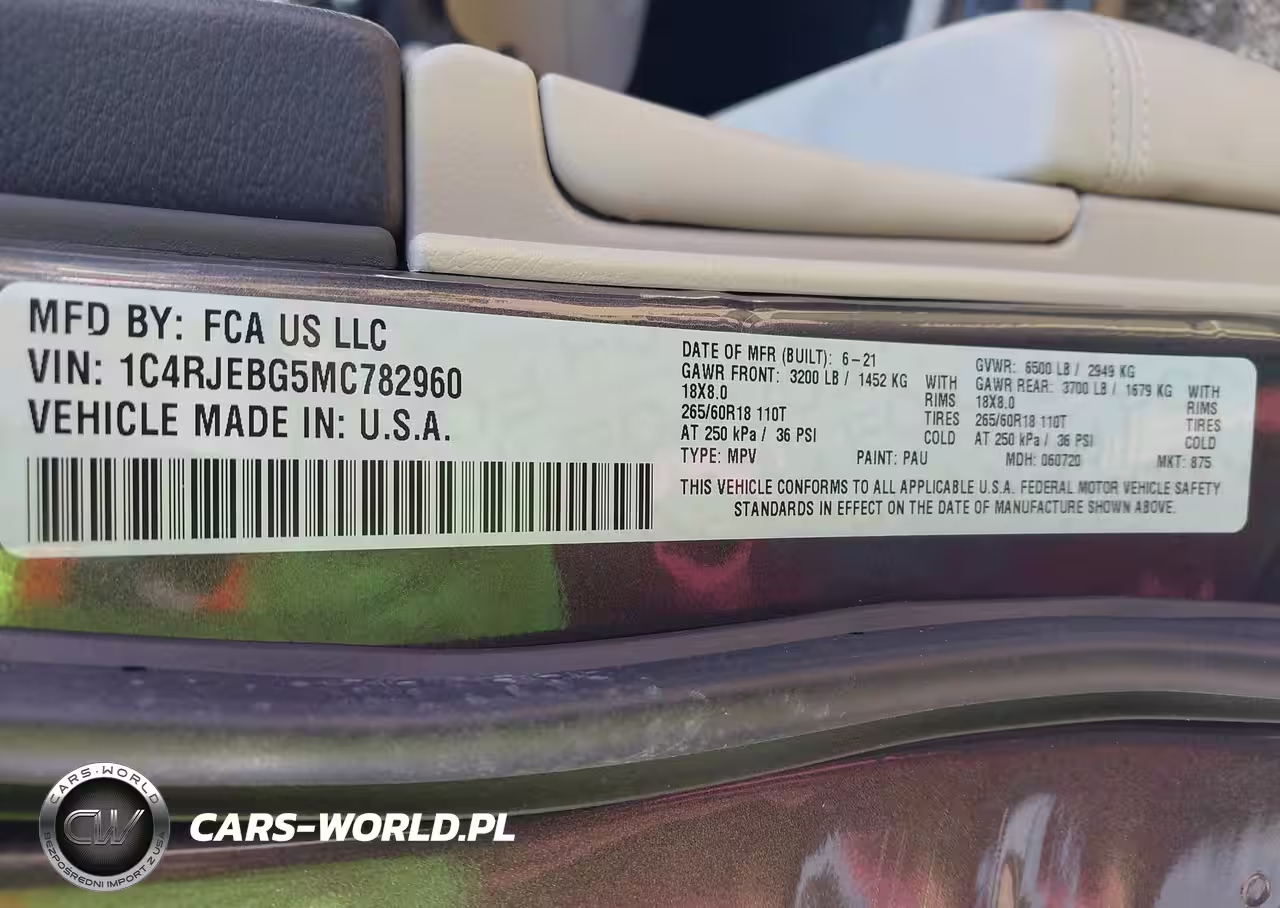 MFD BY: FCA US LLC
VIN: 1C4RJEBG5MC782960
VEHICLE MADE IN: U.S.A.
DATE OF MFR (BUILT): 6-21
GAWR FRONT: 3200 LB / 1452 KG WITH
18X8.0 RIMS
265/60R18 110T TIRES
AT 250 kPa / 36 PSI COLD
GVWR: 6500 LB / 2949 KG
GAWR REAR: 3700 LB / 1679 KG WITH
18X8.0 RIMS
265/60R18 110T TIRES
AT 250 kPa / 36 PSI COLD
TYPE: MPV PAINT: PAU MDH: 060720 MKT: 875
THIS VEHICLE CONFORMS TO ALL APPLICABLE U.S.A. FEDERAL MOTOR VEHICLE SAFETY
STANDARDS IN EFFECT ON THE DATE OF MANUFACTURE SHOWN ABOVE.
CARS-WORLD
CW
BEZPOŚREDNI IMPORT Z USA
CARS-WORLD.PL